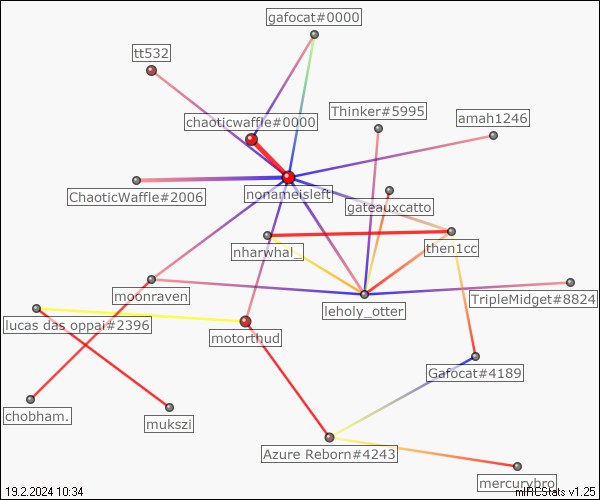 gafocat#0000
tt532
Thinker#5995
amah1246
chaoticwaffle#0000
ChaoticWaffle#2006
nonameisleft
gateauxcatto
nharwhal_
then1cc
moonraven
leholy_otter
TripleMidget#8824
lucas das oppai#2396
motorthud
Gafocat#4189
chobham.
mukszi
Azure Reborn#4243
mercurybro
19.2.2024 10:34
mIRCStats v1.25